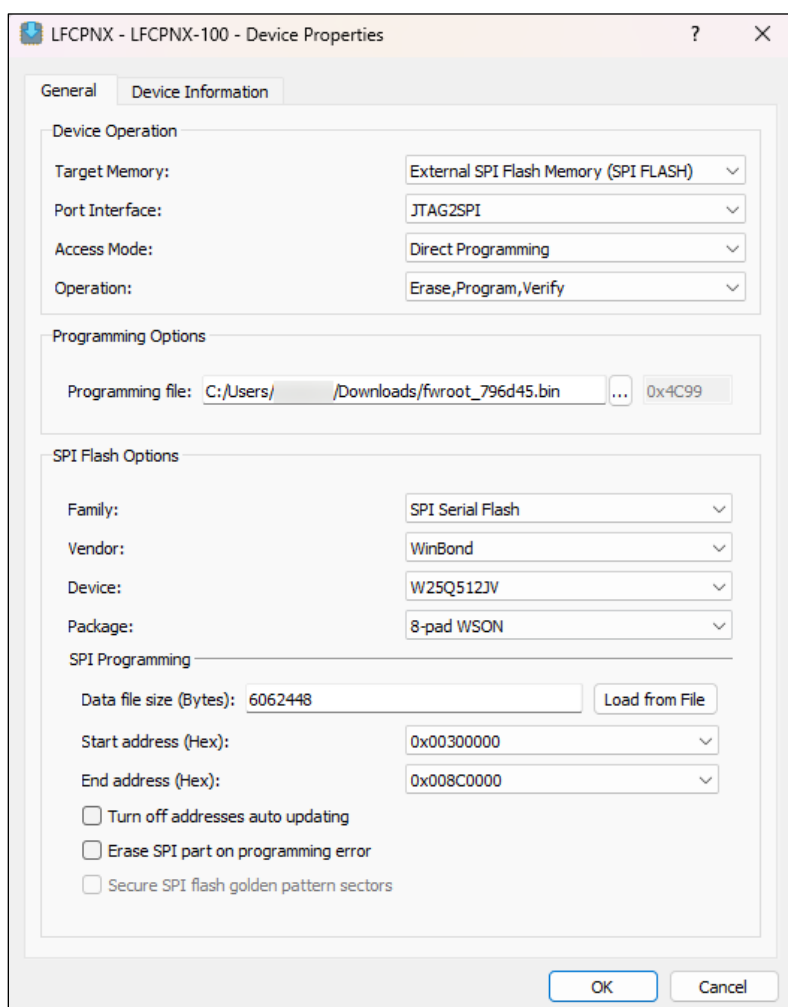 LFCPNX - LFCPNX-100 - Device Properties ? ×
General Device Information
Device Operation
Target Memory: External SPI Flash Memory (SPI FLASH)
Port Interface: JTAG2SPI
Access Mode: Direct Programming
Operation: Erase,Program,Verify
Programming Options
Programming file: C:/Users/ /Downloads/fwroot_796d45.bin ... 0x4C99
SPI Flash Options
Family: SPI Serial Flash
Vendor: WinBond
Device: W25Q512JV
Package: 8-pad WSON
SPI Programming
Data file size (Bytes): 6062448 Load from File
Start address (Hex): 0x00300000
End address (Hex): 0x008C0000
Turn off addresses auto updating
Erase SPI part on programming error
Secure SPI flash golden pattern sectors
OK Cancel